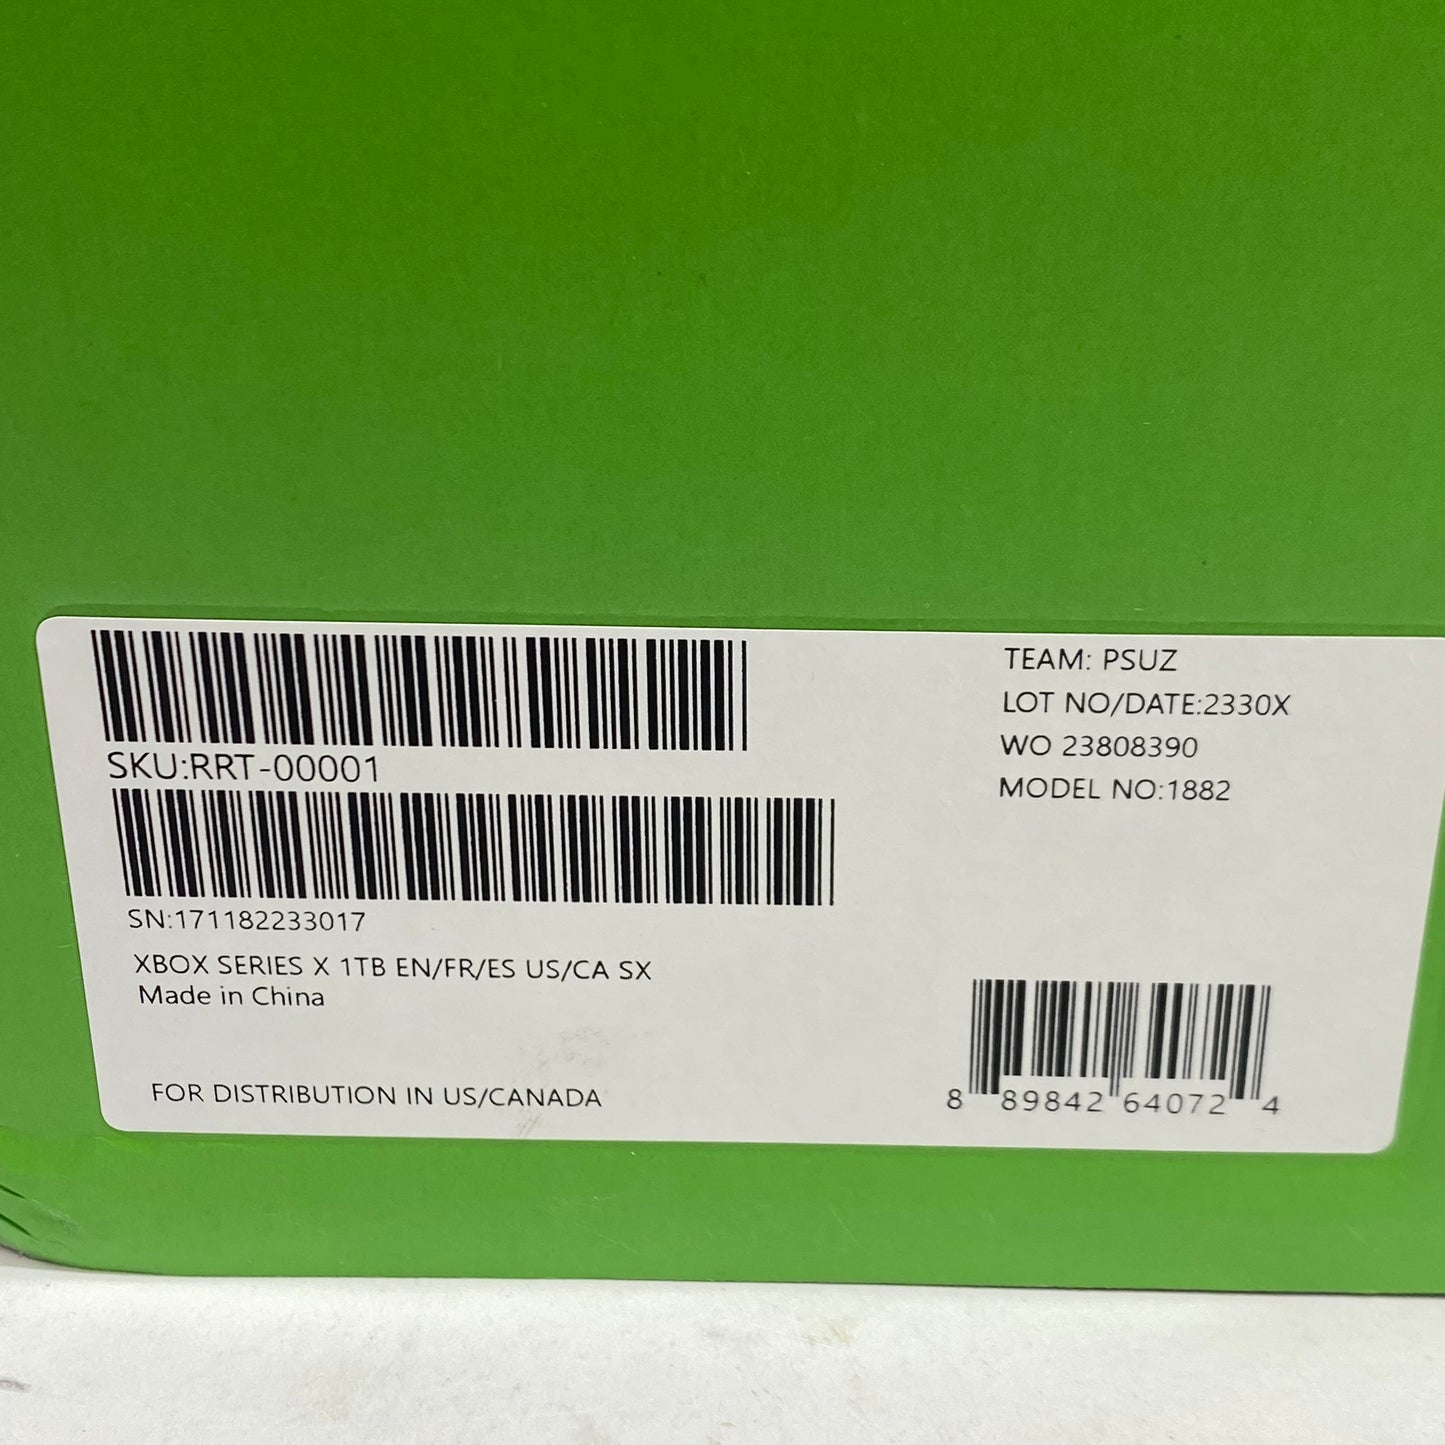 SKU:RRT-00001
SN:171182233017
XBOX SERIES X 1TB EN/FR/ES US/CA SX
Made in China
FOR DISTRIBUTION IN US/CANADA
TEAM: PSUZ
LOT NO/DATE:2330X
WO 23808390
MODEL NO:1882
8 89842 64072 4